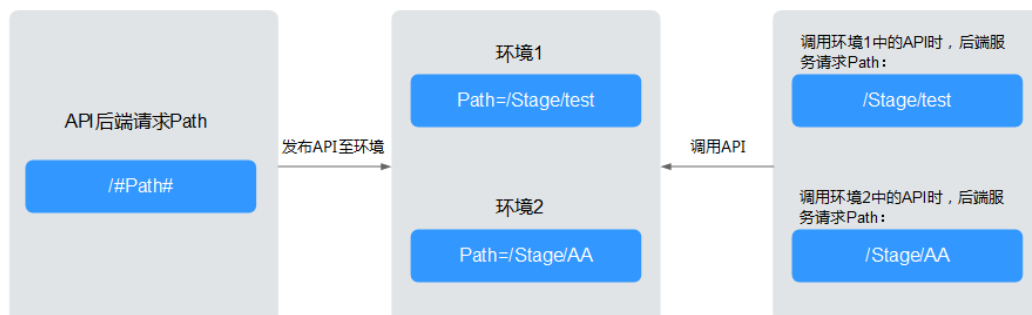 API后端请求Path
/#Path#
发布API至环境
环境1
Path=/Stage/test
环境2
Path=/Stage/AA
调用API
调用环境1中的API时，后端服
务请求Path：
/Stage/test
调用环境2中的API时，后端服
务请求Path：
/Stage/AA